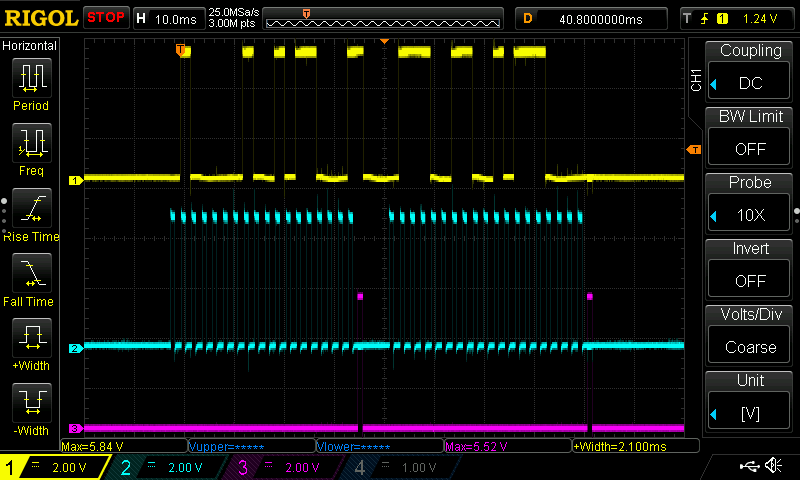 RIGOL STOP H 10.0ms 25.0MSa/s 3.00M pts T D 40.8000000ms T 1 1.24 V
Horizontal
Period
Freq
Rise Time
Fall Time
+Width
-Width
T
T
1
2
3
CH1
Coupling
DC
BW Limit
OFF
Probe
10X
Invert
OFF
Volts/Div
Coarse
Unit
[V]
Max=5.84 V Vupper=***** Vlower=***** Max=5.52 V +Width=2.100ms
1 2.00 V 2 2.00 V 3 2.00 V 4 1.00 V